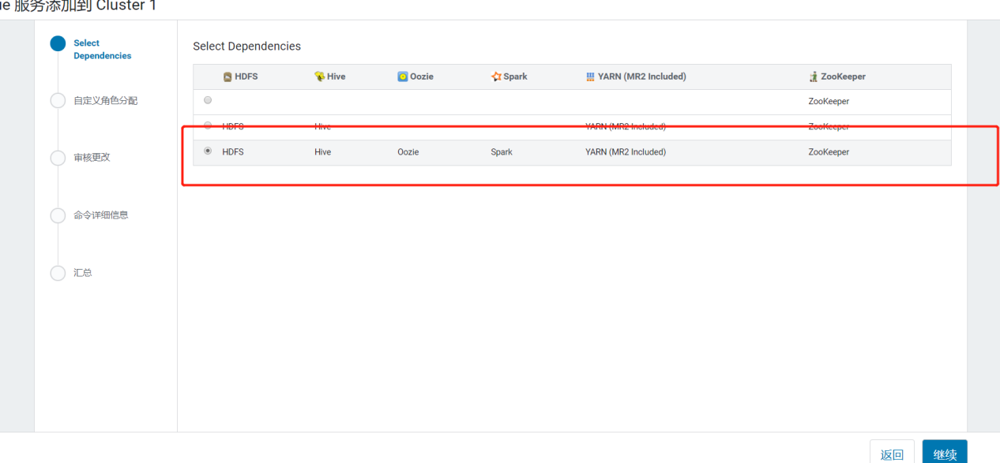 ue 服务添加到 Cluster 1
Select
Dependencies
自定义角色分配
审核更改
命令详细信息
汇总
Select Dependencies
HDFS Hive Oozie Spark YARN (MR2 Included) ZooKeeper
ZooKeeper
HDFS Hive YARN (MR2 Included) ZooKeeper
HDFS Hive Oozie Spark YARN (MR2 Included) ZooKeeper
返回 继续